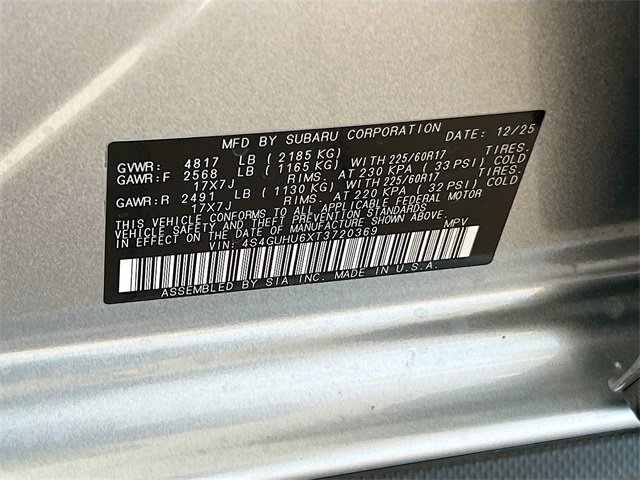 MFD BY SUBARU CORPORATION DATE: 12/25
GVWR: 4817 LB ( 2185 KG)
GAWR:F 2568 LB ( 1165 KG) WITH 225/60R17 TIRES.
17X7J RIMS. AT 230 KPA ( 33 PSI) COLD
GAWR:R 2491 LB ( 1130 KG) WITH 225/60R17 TIRES.
17X7J RIMS. AT 220 KPA ( 32 PSI) COLD
THIS VEHICLE CONFORMS TO ALL APPLICABLE FEDERAL MOTOR
VEHICLE SAFETY AND THEFT PREVENTION STANDARDS
IN EFFECT ON THE DATE OF MANUFACTURE SHOWN ABOVE.
VIN: 4S4GUHU6XT3720369 MPV
ASSEMBLED BY SIA INC. MADE IN U.S.A.